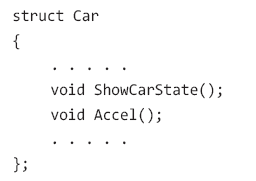 struct Car
{
. . . . .
void ShowCarState();
void Accel();
. . . . .
};